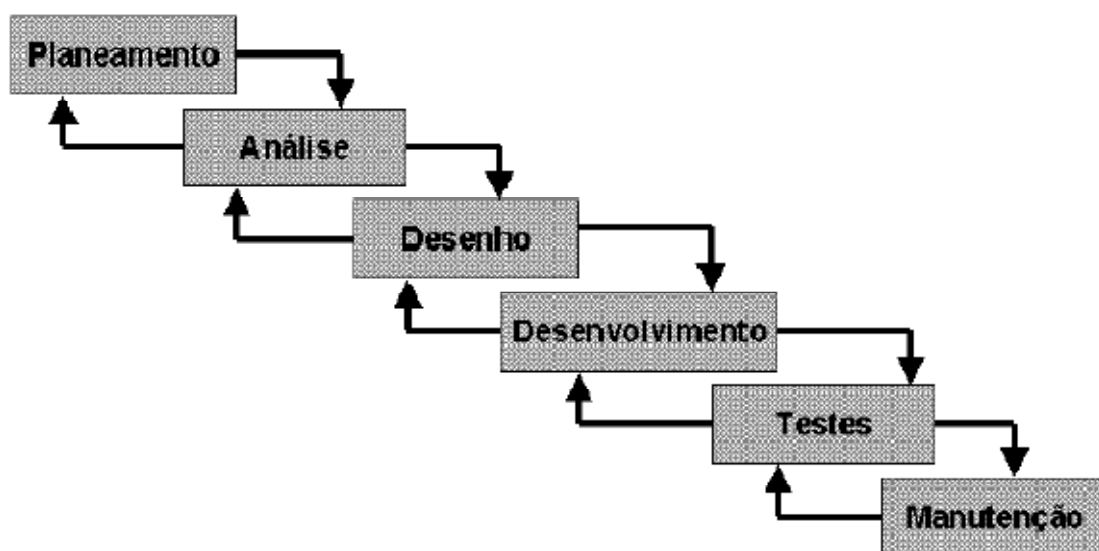 Planeamento
Análise
Desenho
Desenvolvimento
Testes
Manutenção